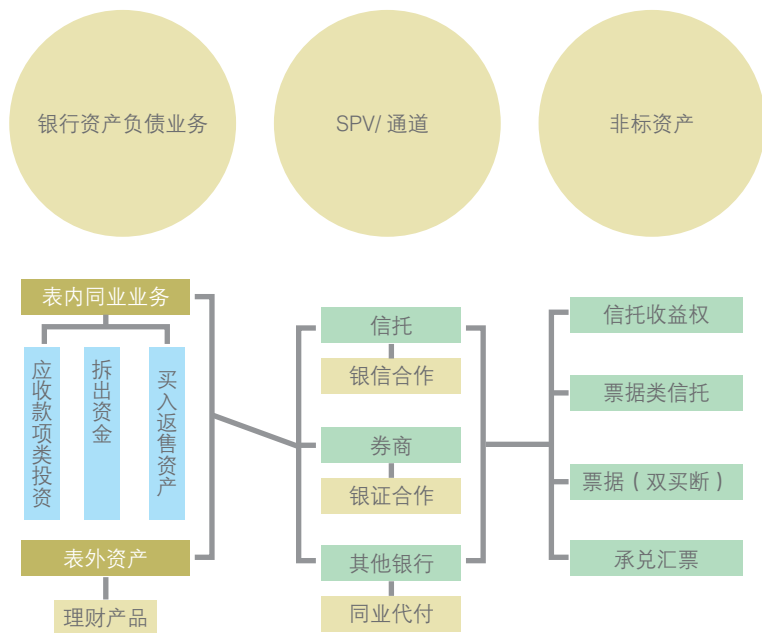 银行资产负债业务
SPV/ 通道
非标资产
表内同业业务
应收款项类投资
拆出资金
买入返售资产
表外资产
理财产品
信托
银信合作
券商
银证合作
其他银行
同业代付
信托收益权
票据类信托
票据（双买断）
承兑汇票